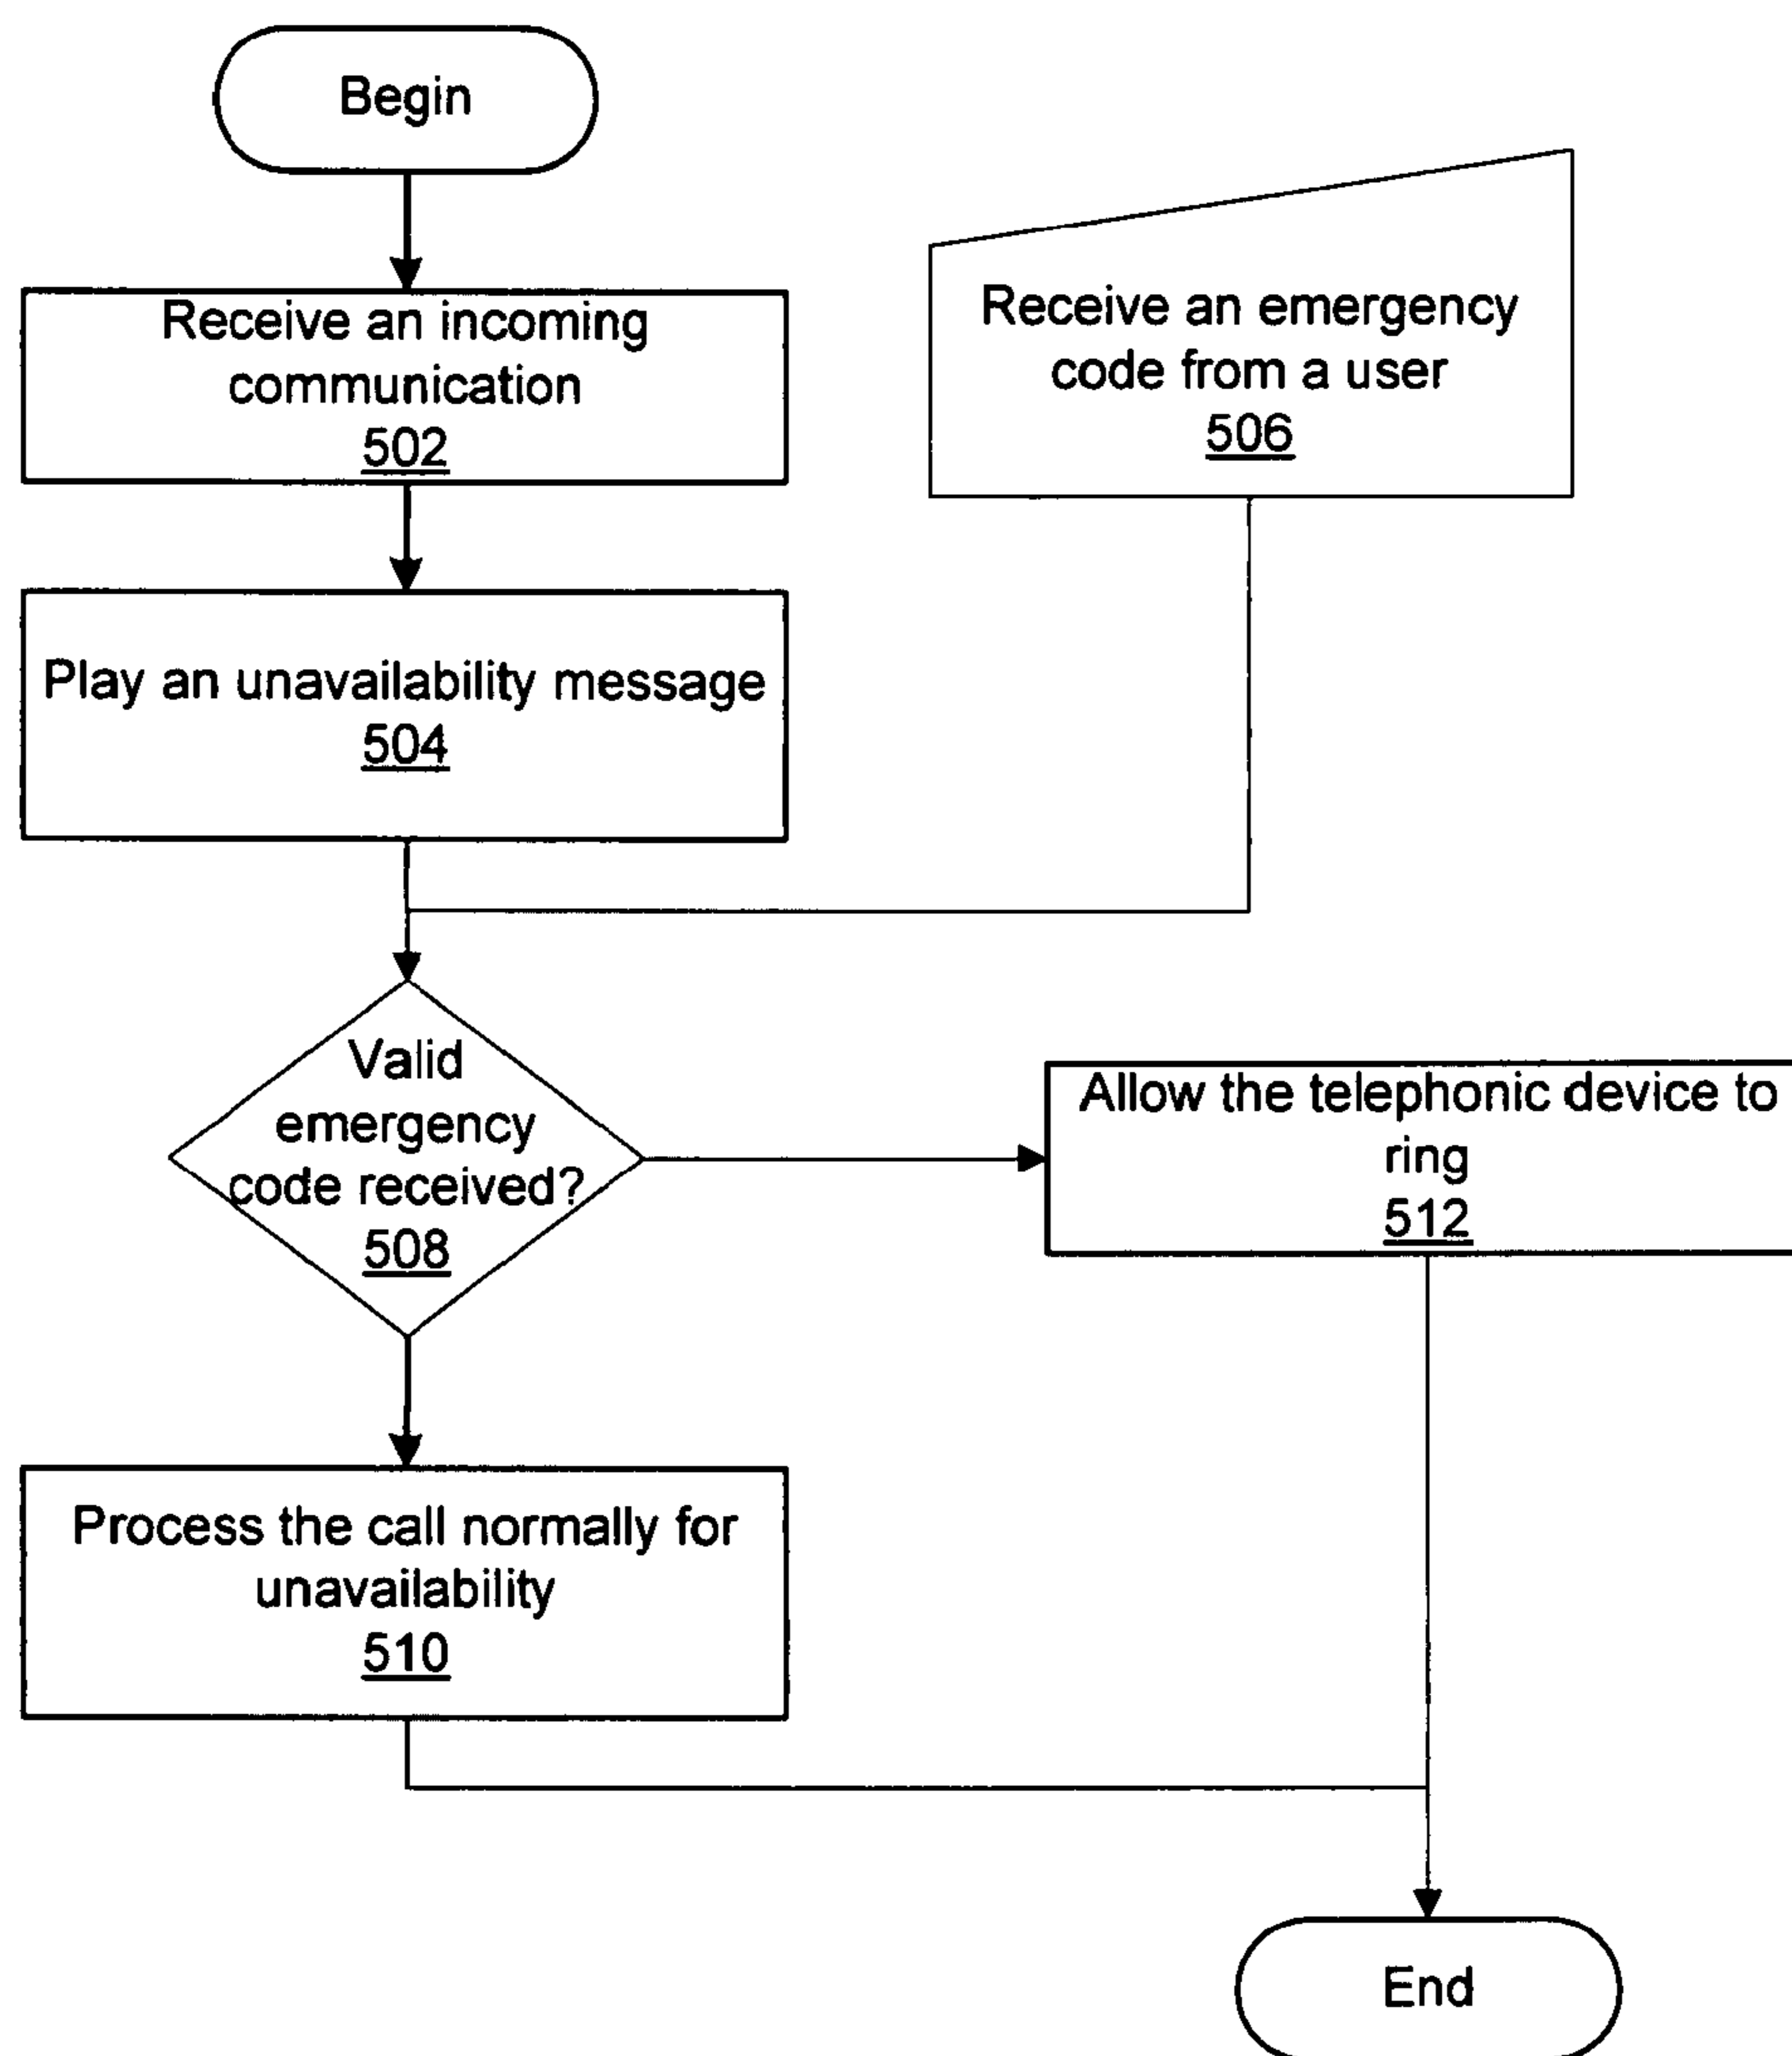 Begin
Receive an incoming
communication
502
Receive an emergency
code from a user
506
Play an unavailability message
504
Valid
emergency
code received?
508
Allow the telephonic device to
ring
512
Process the call normally for
unavailability
510
End